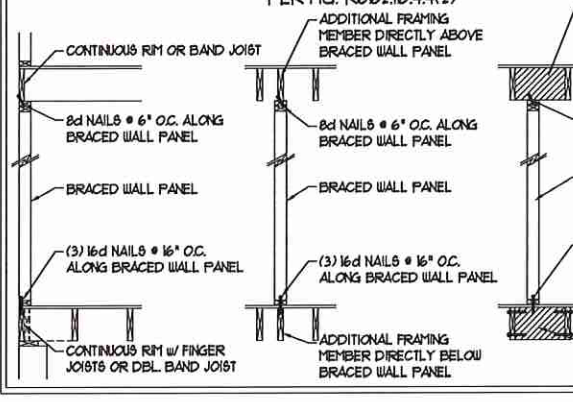 ADDITIONAL FRAMING
MEMBER DIRECTLY ABOVE
BRACED WALL PANEL
CONTINUOUS RIM OR BAND JOIST
8d NAILS @ 6" O.C. ALONG
BRACED WALL PANEL
8d NAILS @ 6" O.C. ALONG
BRACED WALL PANEL
BRACED WALL PANEL
BRACED WALL PANEL
(3) 16d NAILS @ 16" O.C.
ALONG BRACED WALL PANEL
(3) 16d NAILS @ 16" O.C.
ALONG BRACED WALL PANEL
CONTINUOUS RIM W/ FINGER
JOISTS OR DBL. BAND JOIST
ADDITIONAL FRAMING
MEMBER DIRECTLY BELOW
BRACED WALL PANEL